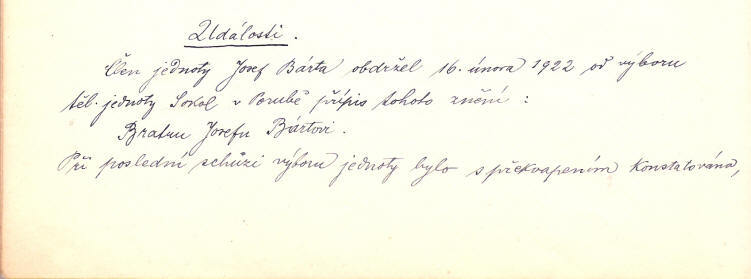 Události.
Člen jednoty Josef Bárta obdržel 16. února 1922 od výboru
těl. jednoty Sokol v Porubě přípis tohoto znění:
Bratru Josefu Bártovi.
Při poslední schůzi výboru jednoty bylo s překvapením konstatována,